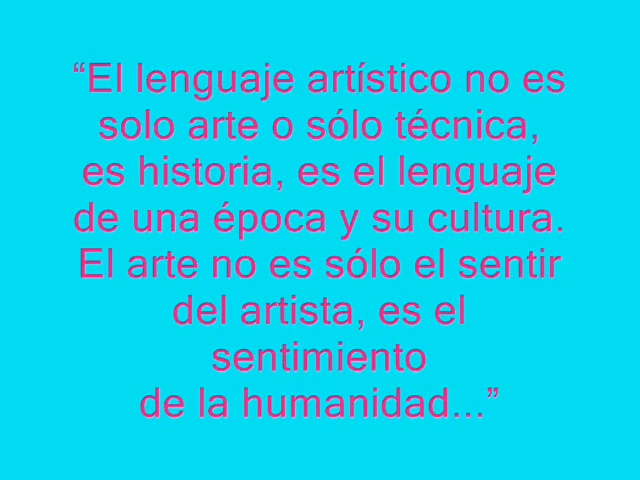 “El lenguaje artístico no es
solo arte o sólo técnica,
es historia, es el lenguaje
de una época y su cultura.
El arte no es sólo el sentir
del artista, es el
sentimiento
de la humanidad...”